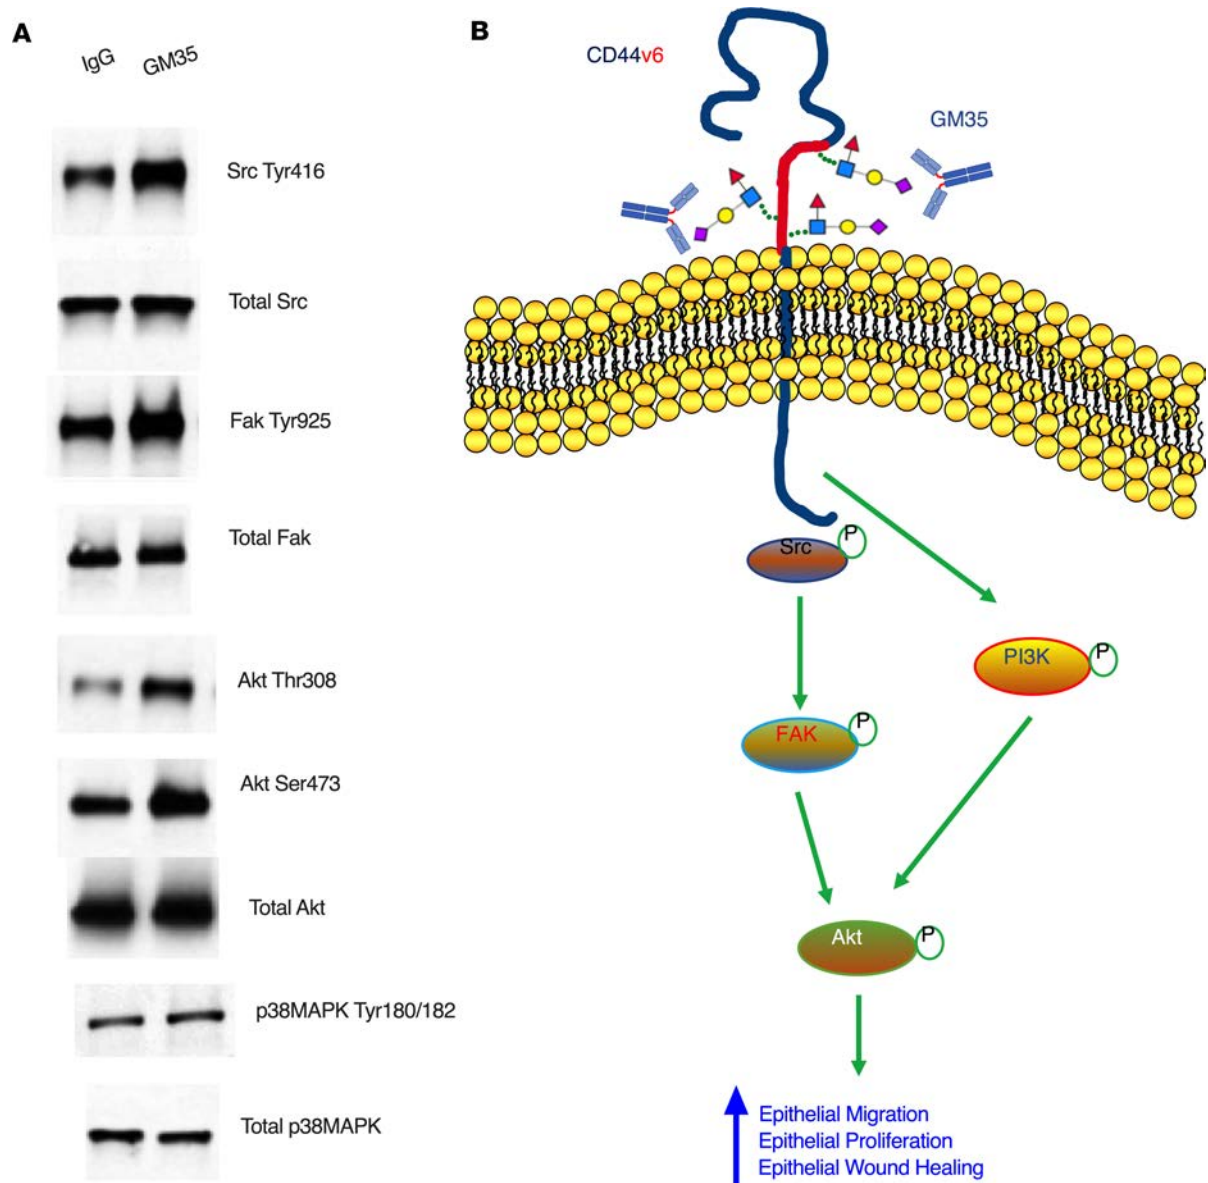 A
IgG GM35
Src Tyr416
Total Src
Fak Tyr925
Total Fak
Akt Thr308
Akt Ser473
Total Akt
p38MAPK Tyr180/182
Total p38MAPK
B
CD44v6
GM35
Src P
PI3K P
FAK P
Akt P
Epithelial Migration
Epithelial Proliferation
Epithelial Wound Healing